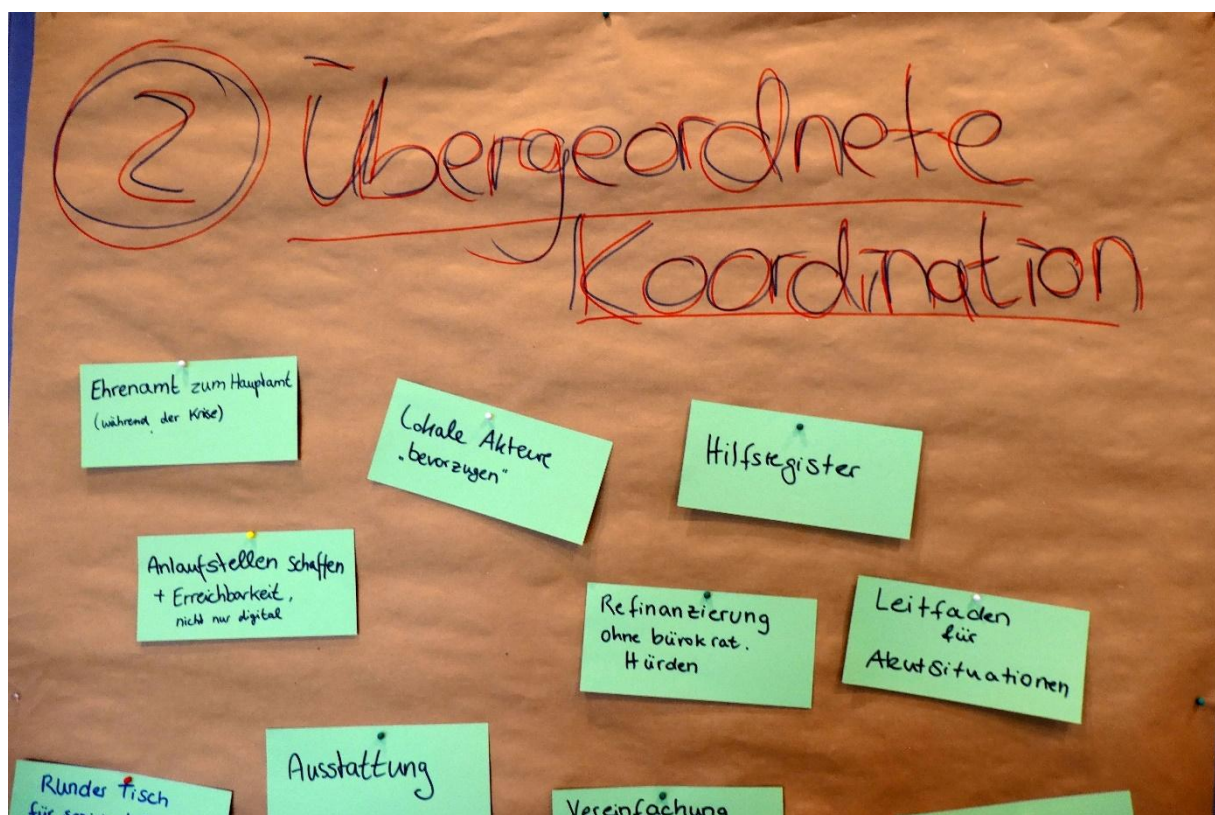 2 Übergeordnete
Koordination
Ehrenamt zum Hauptamt
(während der Krise)
Lokale Akteure
„bevorzugen"
Hilfsregister
Anlaufstellen schaffen
+ Erreichbarkeit,
nicht nur digital
Refinanzierung
ohne bürokrat.
Hürden
Leitfaden
für
Akutsituationen
Runder Tisch
für
Ausstattung
Vereinfachung